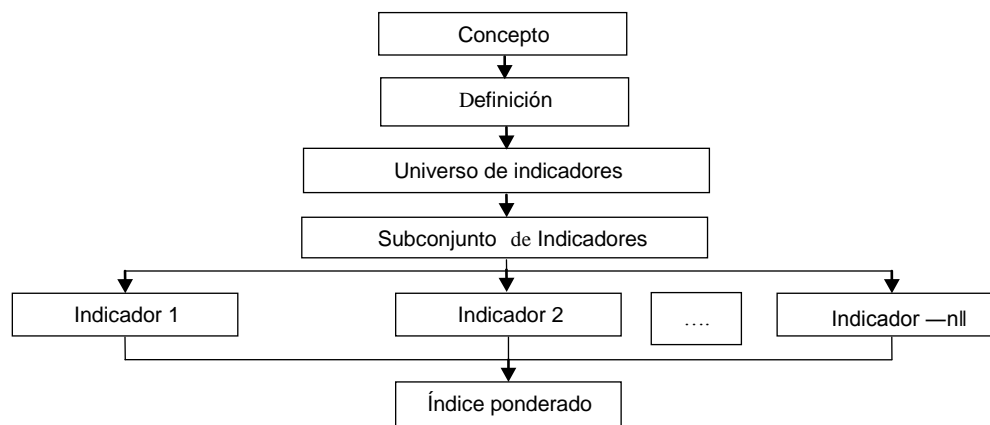 Concepto
Definición
Universo de indicadores
Subconjunto de Indicadores
Indicador 1
Indicador 2
....
Indicador ―n‖
Índice ponderado